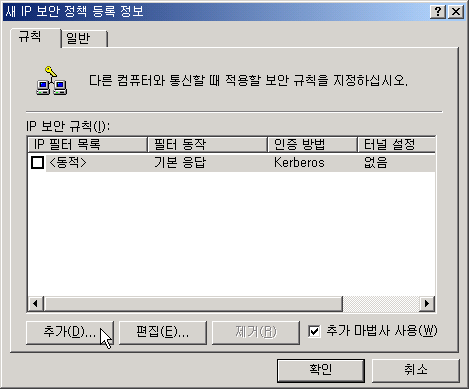 새 IP 보안 정책 등록 정보
규칙 일반
다른 컴퓨터와 통신할 때 적용할 보안 규칙을 지정하십시오.
IP 보안 규칙(I):
IP 필터 목록 필터 동작 인증 방법 터널 설정
<동적> 기본 응답 Kerberos 없음
추가(D)... 편집(E)... 제거(R) 추가 마법사 사용(W)
확인 취소